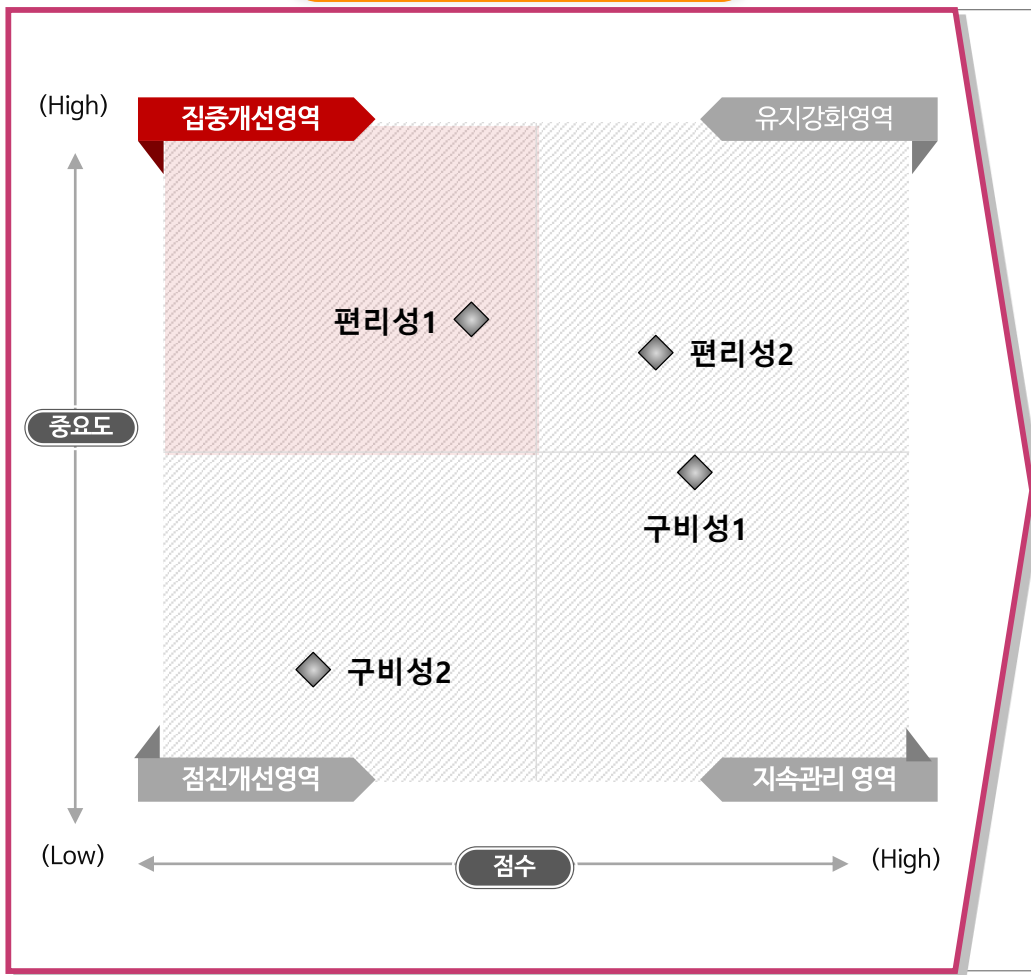 (High)
집중개선영역
유지강화영역
편리성1
편리성2
중요도
구비성1
구비성2
점진개선영역
지속관리 영역
(Low)
점수
(High)